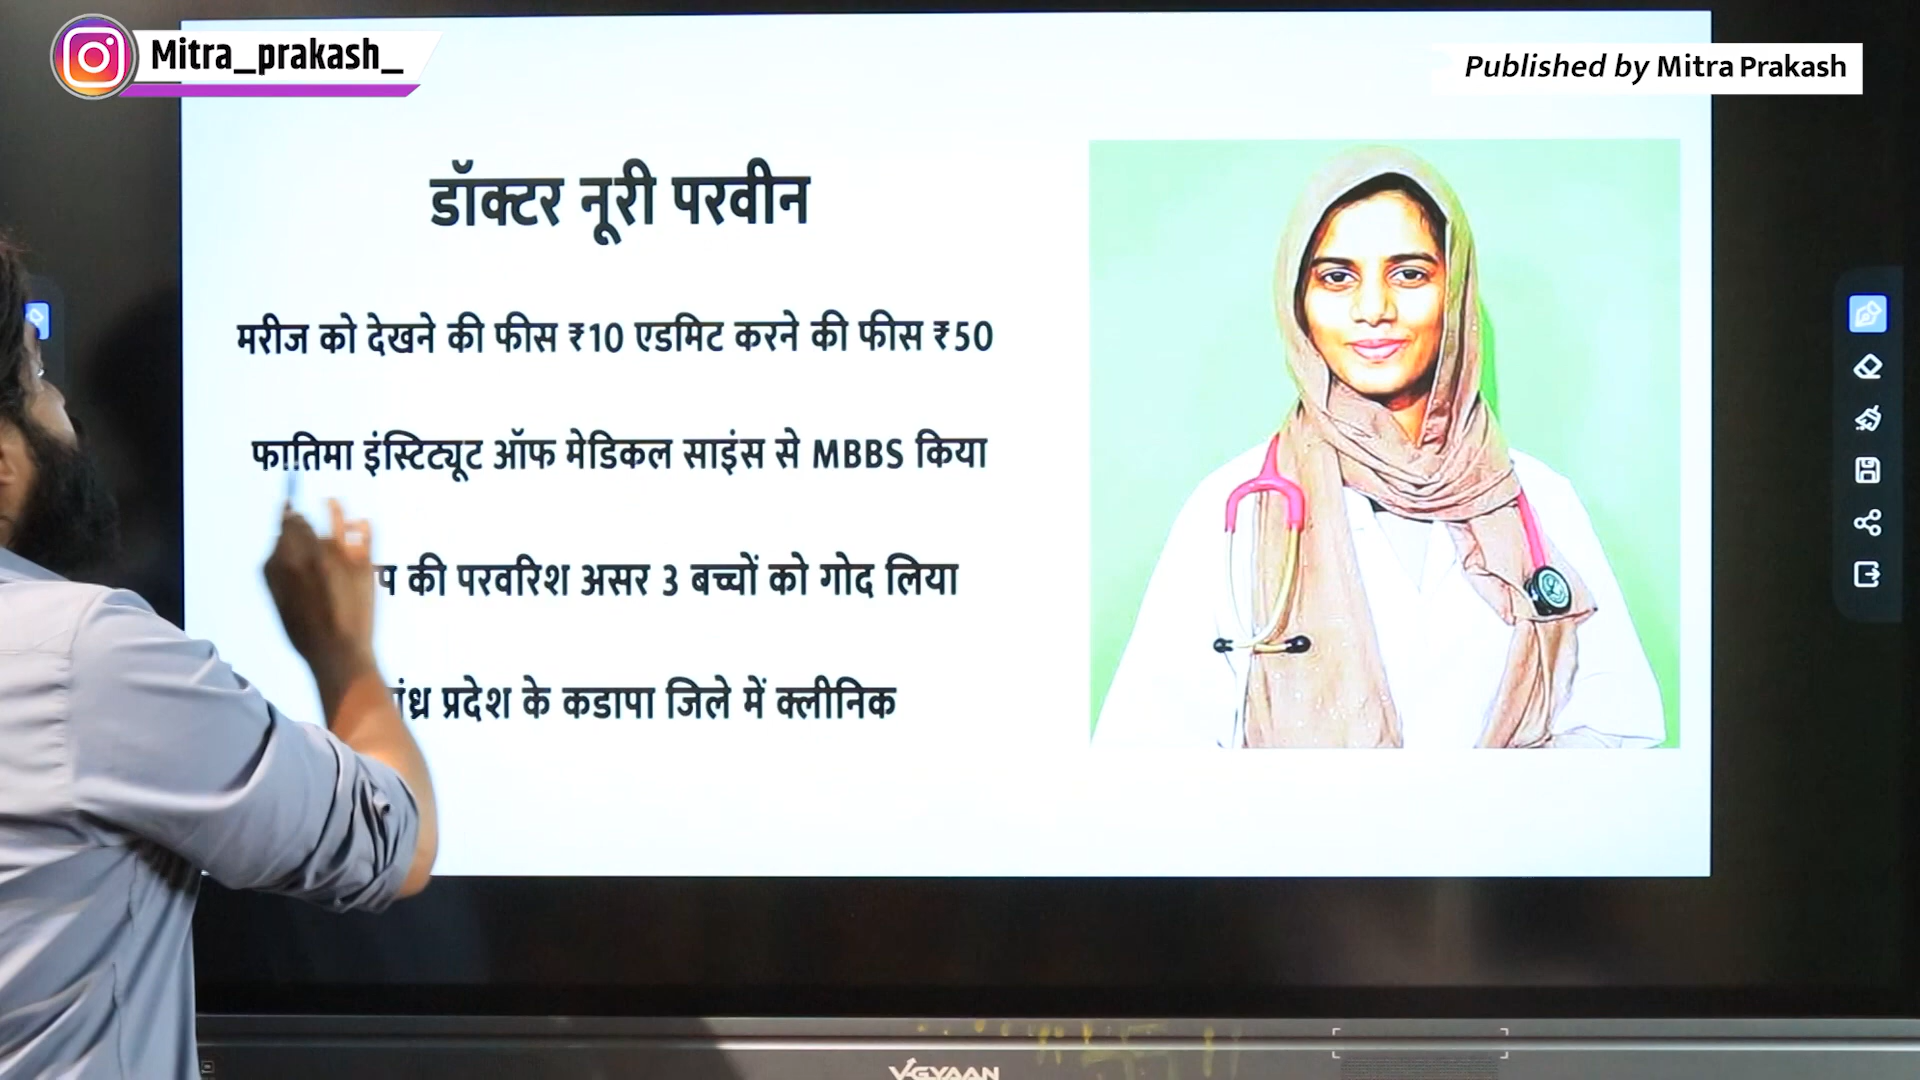 Mitra_prakash_
Published by Mitra Prakash
डॉक्टर नूरी परवीन
मरीज को देखने की फीस ₹10 एडमिट करने की फीस ₹50
फातिमा इंस्टिट्यूट ऑफ मेडिकल साइंस से MBBS किया
की परवरिश असर 3 बच्चों को गोद लिया
प्रदेश के कडापा जिले में क्लीनिक
V-GYAAN